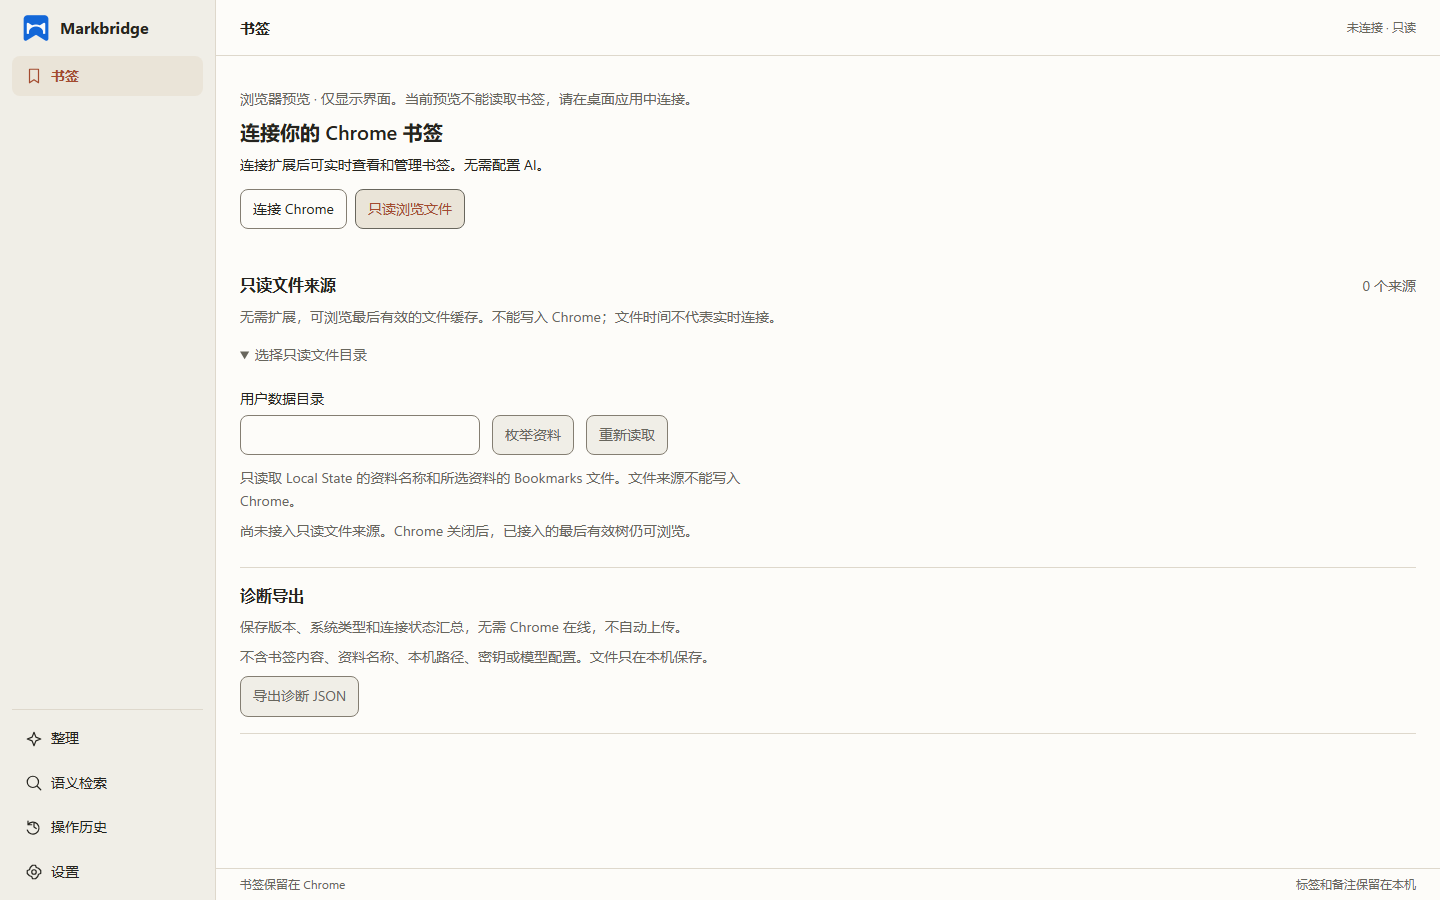 Markbridge
书签
书签
未连接 · 只读
浏览器预览 · 仅显示界面。当前预览不能读取书签，请在桌面应用中连接。
连接你的 Chrome 书签
连接扩展后可实时查看和管理书签。无需配置 AI。
连接 Chrome
只读浏览文件
只读文件来源
0 个来源
无需扩展，可浏览最后有效的文件缓存。不能写入 Chrome；文件时间不代表实时连接。
▼ 选择只读文件目录
用户数据目录
枚举资料
重新读取
只读取 Local State 的资料名称和所选资料的 Bookmarks 文件。文件来源不能写入
Chrome。
尚未接入只读文件来源。Chrome 关闭后，已接入的最后有效树仍可浏览。
诊断导出
保存版本、系统类型和连接状态汇总，无需 Chrome 在线，不自动上传。
不含书签内容、资料名称、本机路径、密钥或模型配置。文件只在本机保存。
导出诊断 JSON
整理
语义检索
操作历史
设置
书签保留在 Chrome
标签和备注保留在本机